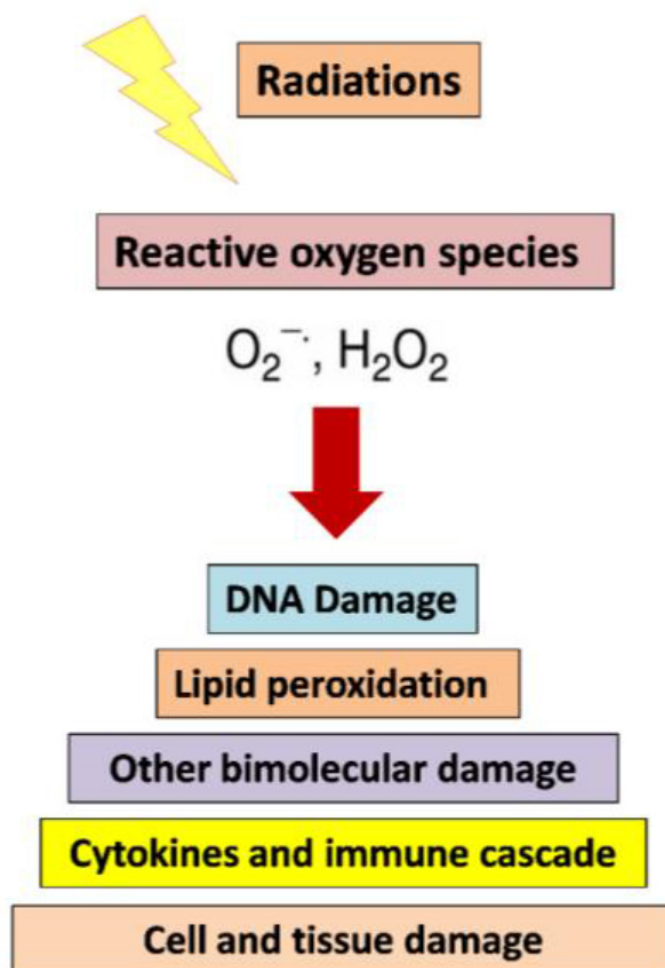 Radiations
Reactive oxygen species
O₂⁻·, H₂O₂
DNA Damage
Lipid peroxidation
Other bimolecular damage
Cytokines and immune cascade
Cell and tissue damage